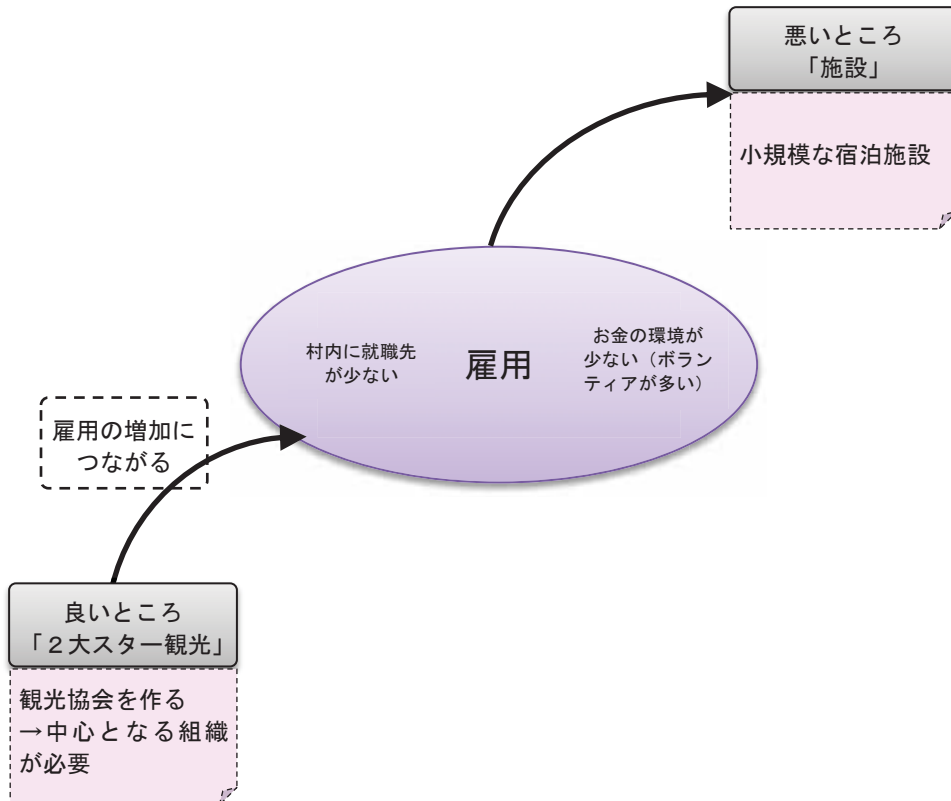 悪いところ
「施設」
小規模な宿泊施設
村内に就職先
が少ない
雇用
お金の環境が
少ない（ボラン
ティアが多い）
雇用の増加に
つながる
良いところ
「２大スター観光」
観光協会を作る
→中心となる組織
が必要